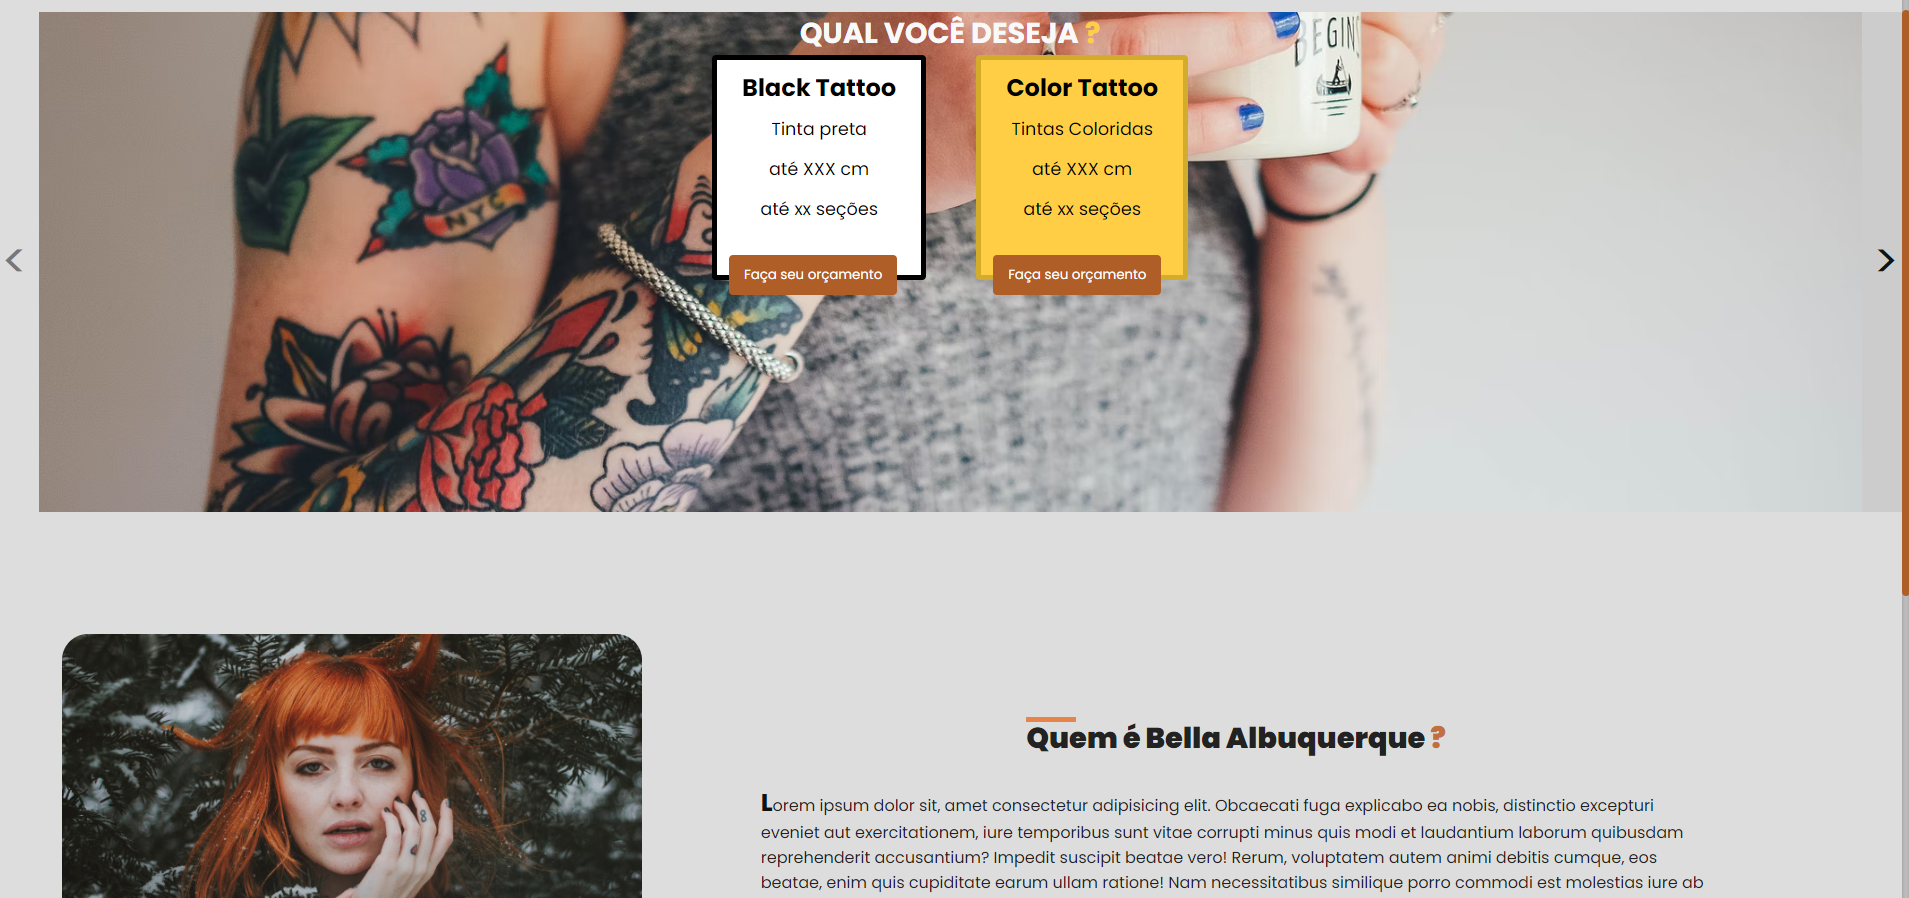 QUAL VOCÊ DESEJA ?
BEGIN
Black Tattoo
Tinta preta
até XXX cm
até xx seções
Faça seu orçamento
Color Tattoo
Tintas Coloridas
até XXX cm
até xx seções
Faça seu orçamento
NYC
<
>
Quem é Bella Albuquerque ?
Lorem ipsum dolor sit, amet consectetur adipisicing elit. Obcaecati fuga explicabo ea nobis, distinctio excepturi
eveniet aut exercitationem, iure temporibus sunt vitae corrupti minus quis modi et laudantium laborum quibusdam
reprehenderit accusantium? Impedit suscipit beatae vero! Rerum, voluptatem autem animi debitis cumque, eos
beatae, enim quis cupiditate earum ullam ratione! Nam necessitatibus similique porro commodi est molestias iure ab